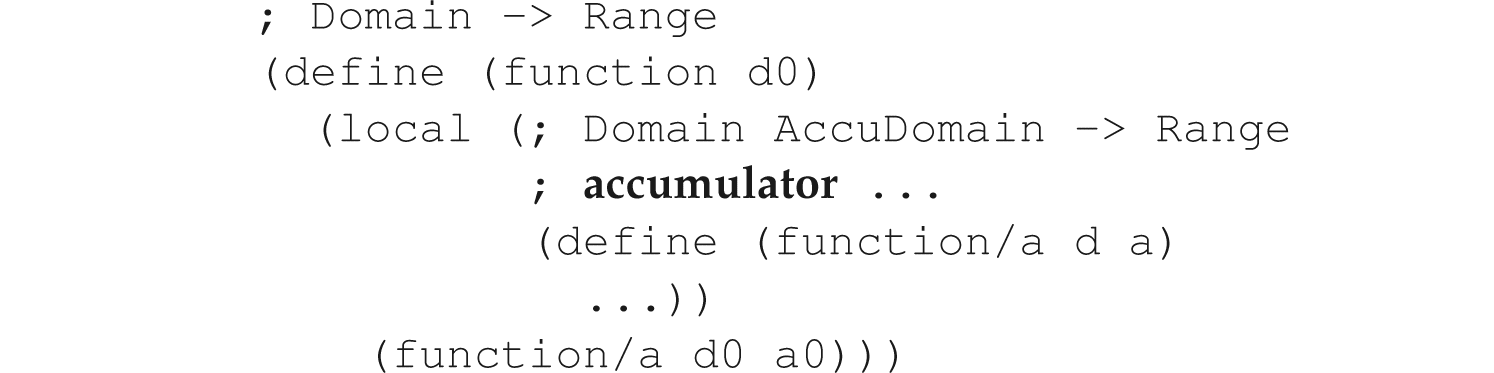 ; Domain -> Range
(define (function d0)
(local (; Domain AccuDomain -> Range
; accumulator ...
(define (function/a d a)
...))
(function/a d0 a0)))